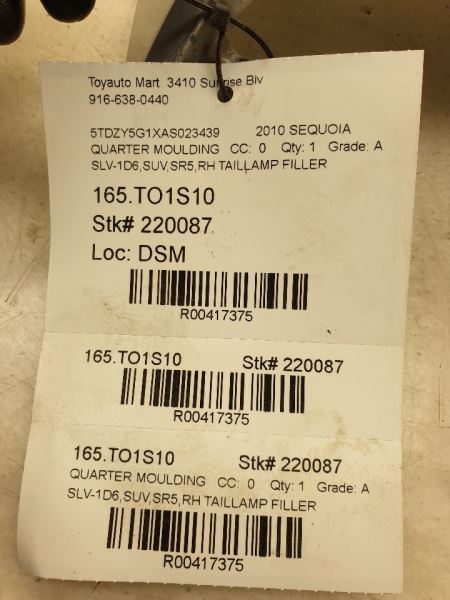 Toyauto Mart 3410 Sunrise Blv
916-638-0440
5TDZY5G1XAS023439 2010 SEQUOIA
QUARTER MOULDING CC: 0 Qty: 1 Grade: A
SLV-1D6,SUV,SR5,RH TAILLAMP FILLER
165.TO1S10
Stk# 220087
Loc: DSM
R00417375
165.TO1S10 Stk# 220087
R00417375
165.TO1S10 Stk# 220087
QUARTER MOULDING CC: 0 Qty: 1 Grade: A
SLV-1D6,SUV,SR5,RH TAILLAMP FILLER
R00417375